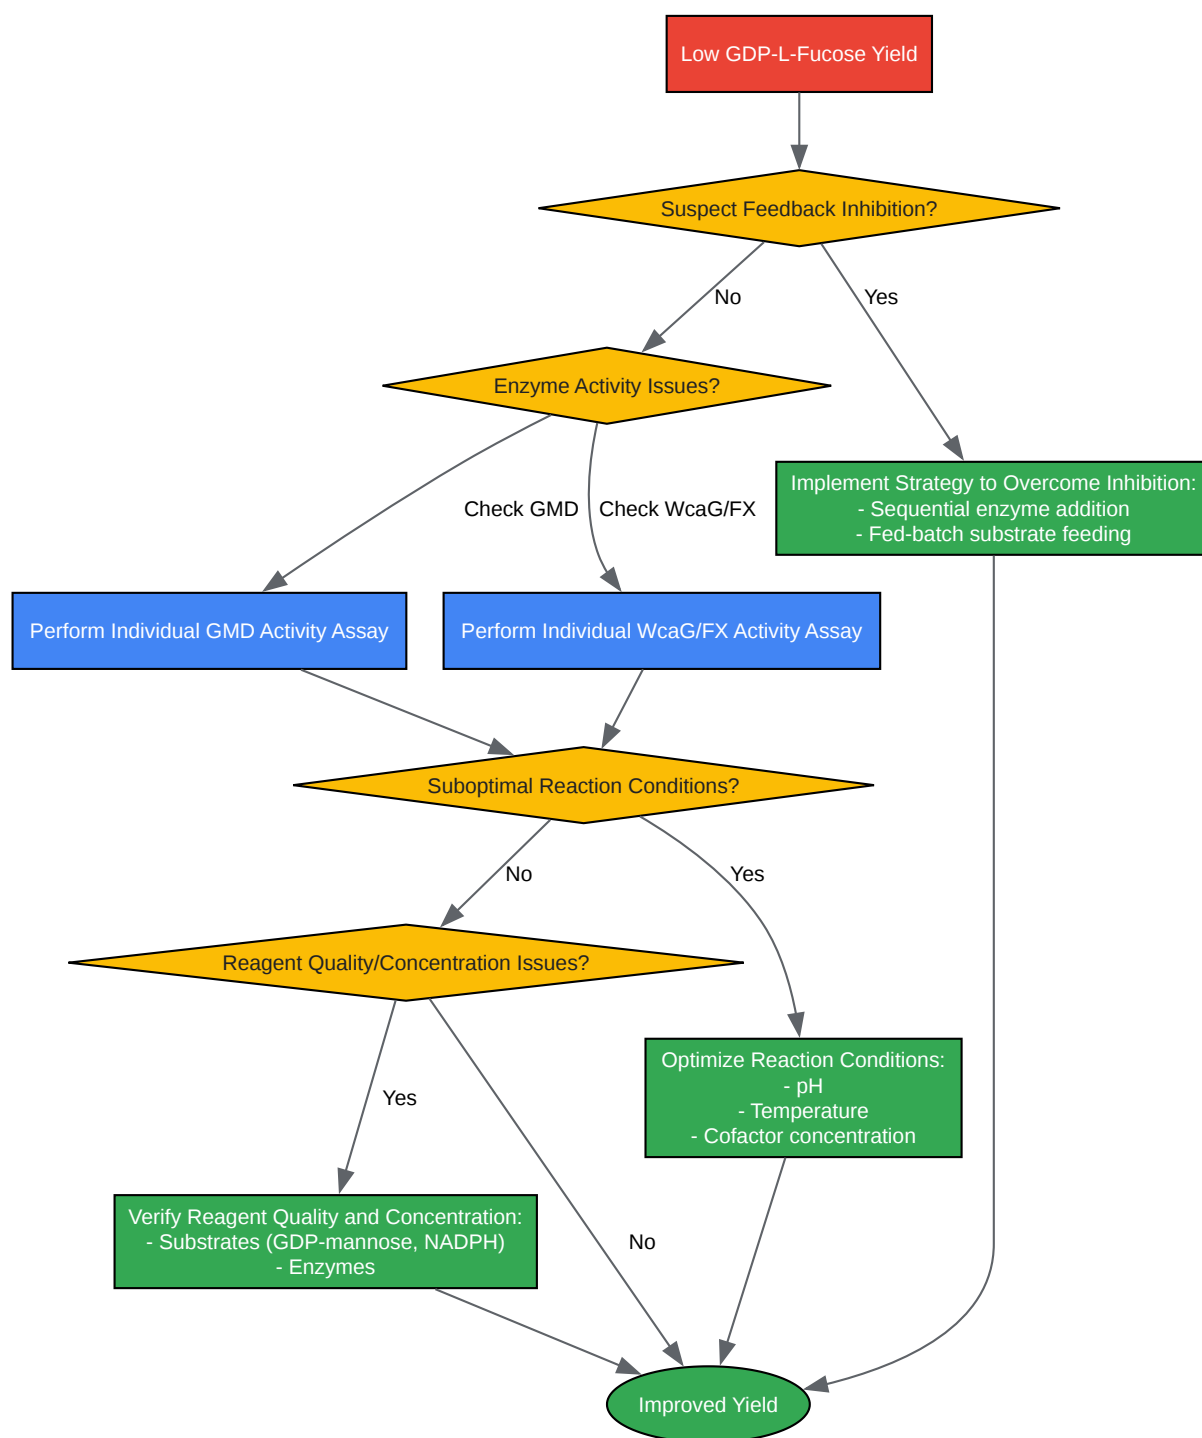 Low GDP-L-Fucose Yield
Suspect Feedback Inhibition?
No
Yes
Enzyme Activity Issues?
Implement Strategy to Overcome Inhibition:
- Sequential enzyme addition
- Fed-batch substrate feeding
Check GMD
Check WcaG/FX
Perform Individual GMD Activity Assay
Perform Individual WcaG/FX Activity Assay
Suboptimal Reaction Conditions?
No
Yes
Reagent Quality/Concentration Issues?
Optimize Reaction Conditions:
- pH
- Temperature
- Cofactor concentration
Yes
Verify Reagent Quality and Concentration:
- Substrates (GDP-mannose, NADPH)
- Enzymes
No
Improved Yield